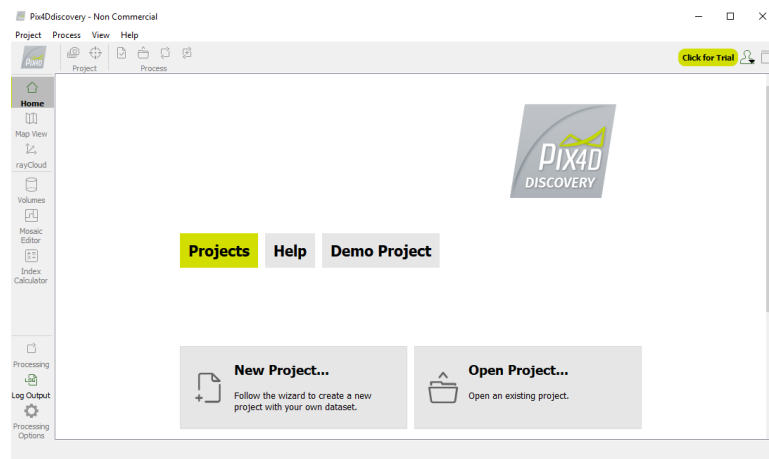 Pix4Ddiscovery - Non Commercial
Project Process View Help
PIX4D
Project Process
Click for Trial
Home
Map View
rayCloud
Volumes
Mosaic
Editor
Index
Calculator
Processing
Log Output
Processing
Options
PIX4D
DISCOVERY
Projects Help Demo Project
New Project...
Follow the wizard to create a new
project with your own dataset.
Open Project...
Open an existing project.